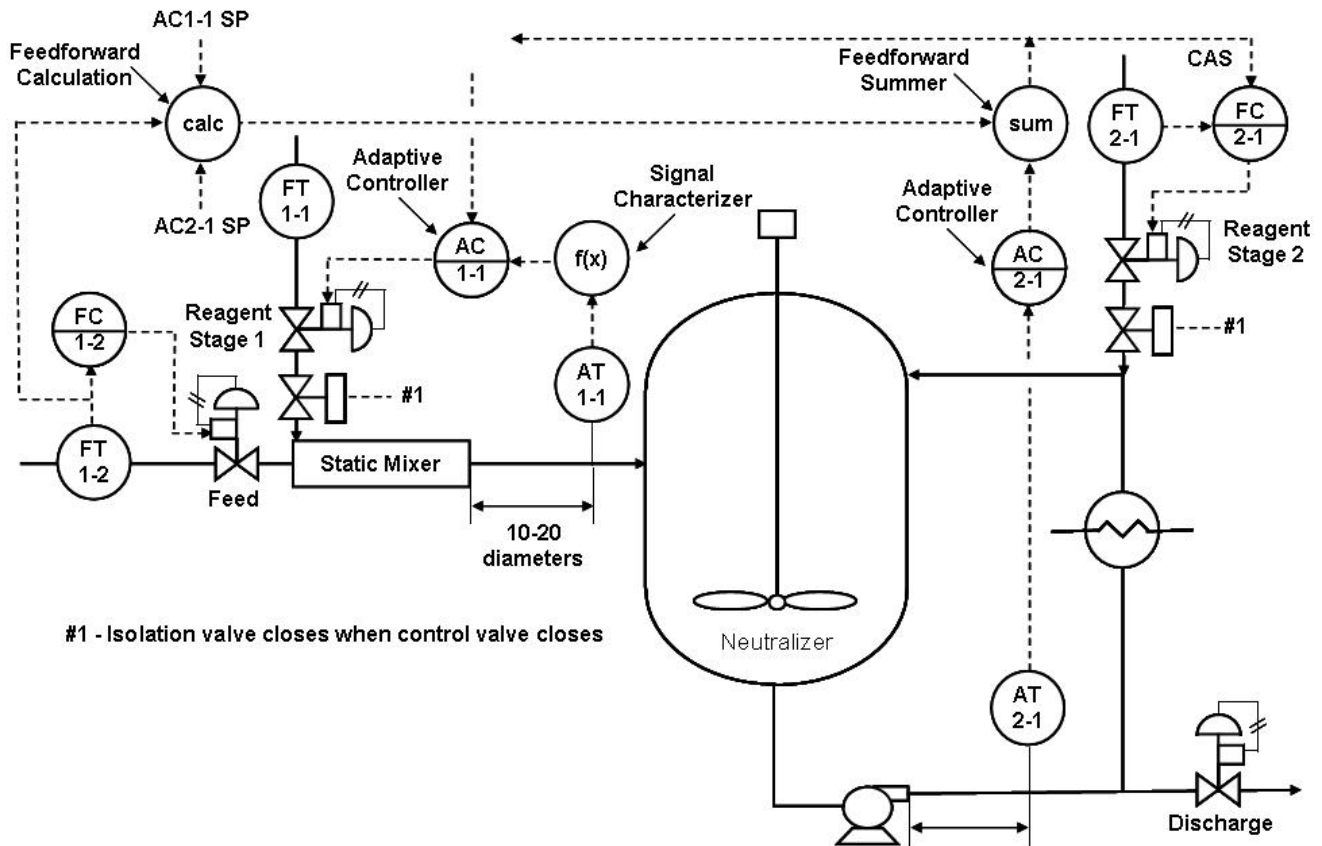 AC1-1 SP
Feedforward
Calculation
calc
AC2-1 SP
FT
1-1
Adaptive
Controller
AC
1-1
Signal
Characterizer
f(x)
Feedforward
Summer
sum
CAS
FT
2-1
FC
2-1
Adaptive
Controller
AC
2-1
Reagent
Stage 2
#1
FC
1-2
Reagent
Stage 1
#1
AT
1-1
FT
1-2
Feed
Static Mixer
10-20
diameters
#1 - Isolation valve closes when control valve closes
Neutralizer
AT
2-1
Discharge